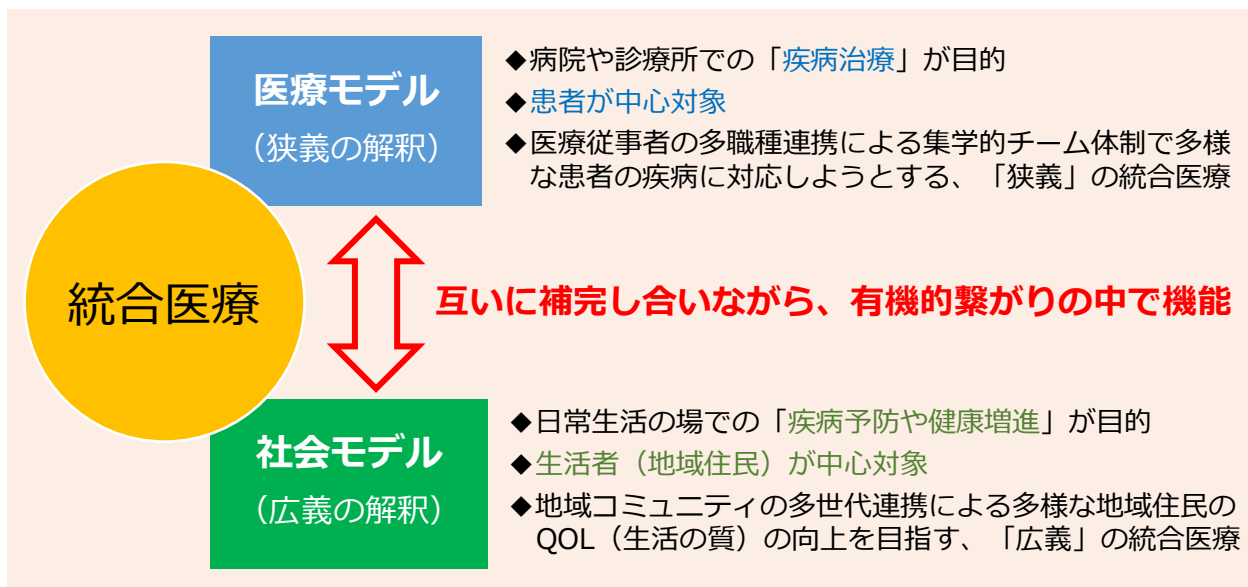 医療モデル
（狭義の解釈）
◆病院や診療所での「疾病治療」が目的
◆患者が中心対象
◆医療従事者の多職種連携による集学的チーム体制で多様
な患者の疾病に対応しようとする、「狭義」の統合医療
統合医療
互いに補完し合いながら、有機的繋がりの中で機能
社会モデル
（広義の解釈）
◆日常生活の場での「疾病予防や健康増進」が目的
◆生活者（地域住民）が中心対象
◆地域コミュニティの多世代連携による多様な地域住民の
QOL（生活の質）の向上を目指す、「広義」の統合医療